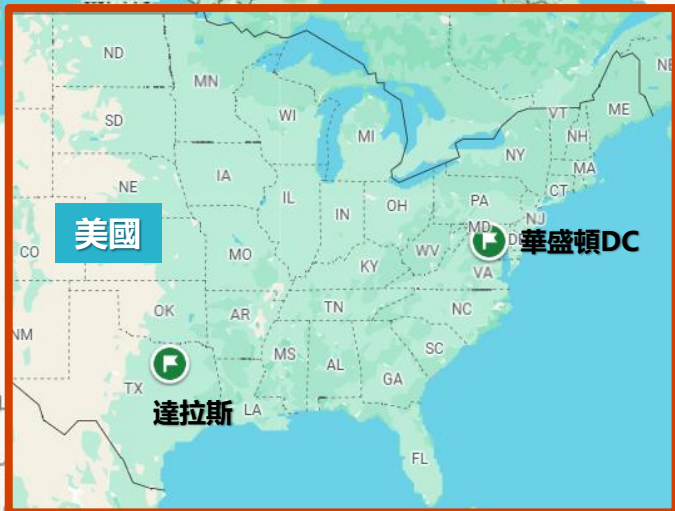 ND
MN
SD
WI
MI
VT
ME
NH
NY
MA
CT
NE
IA
IL
IN
OH
PA
NJ
MD
美國
CO
MO
KY
WV
VA
華盛頓DC
OK
AR
TN
NC
NM
MS
AL
SC
GA
TX
達拉斯
LA
FL